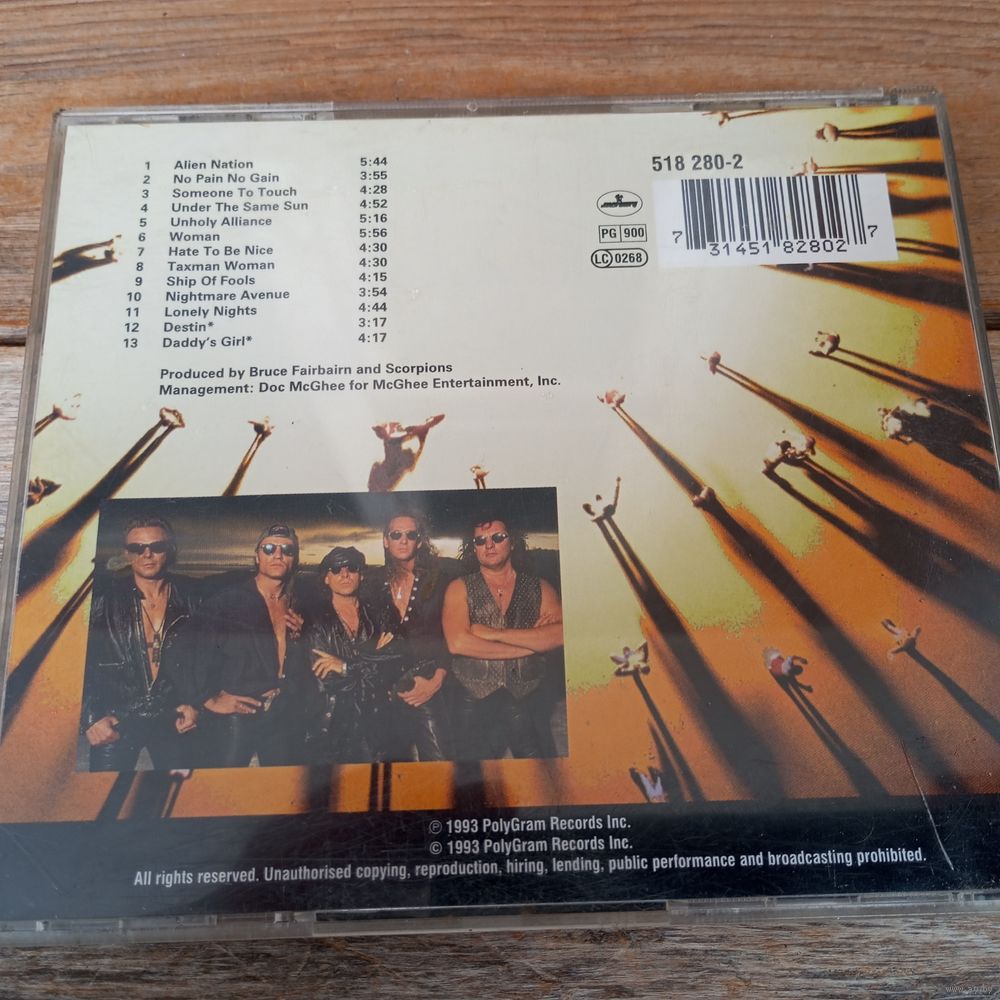 1 Alien Nation 5:44
2 No Pain No Gain 3:55
3 Someone To Touch 4:28
4 Under The Same Sun 4:52
5 Unholy Alliance 5:16
6 Woman 5:56
7 Hate To Be Nice 4:30
8 Taxman Woman 4:30
9 Ship Of Fools 4:15
10 Nightmare Avenue 3:54
11 Lonely Nights 4:44
12 Destin* 3:17
13 Daddy's Girl* 4:17
Produced by Bruce Fairbairn and Scorpions
Management: Doc McGhee for McGhee Entertainment, Inc.
518 280-2
mercury
PG 900
LC 0268
7 31451 82802 7
℗ 1993 PolyGram Records Inc.
© 1993 PolyGram Records Inc.
All rights reserved. Unauthorised copying, reproduction, hiring, lending, public performance and broadcasting prohibited.